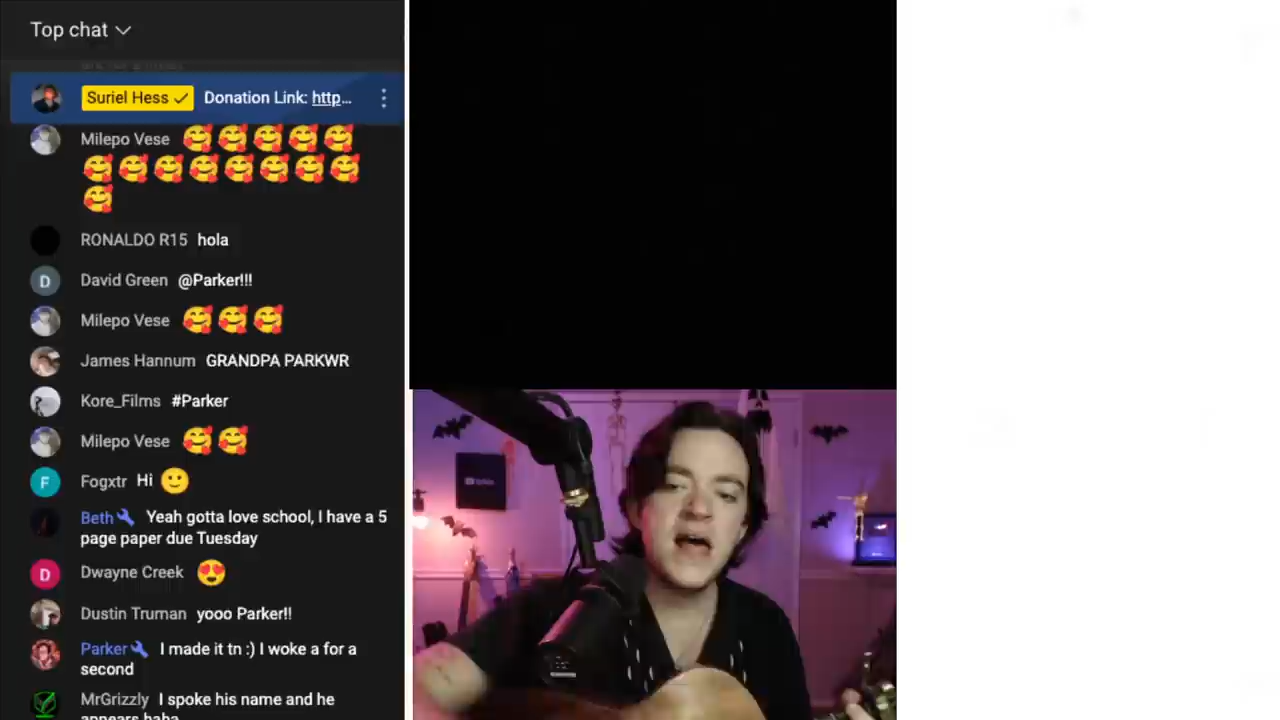 Top chat
Suriel Hess Donation Link: http...
Milepo Vese 🥰🥰🥰🥰🥰
🥰🥰🥰🥰🥰🥰🥰🥰
🥰
RONALDO R15 hola
David Green @Parker!!!
Milepo Vese 🥰🥰🥰
James Hannum GRANDPA PARKWR
Kore_Films #Parker
Milepo Vese 🥰🥰
F Fogxtr Hi 🙂
Beth Yeah gotta love school, I have a 5
page paper due Tuesday
D Dwayne Creek 😍
Dustin Truman yooo Parker!!
Parker I made it tn :) I woke a for a
second
MrGrizzly I spoke his name and he
appears haha